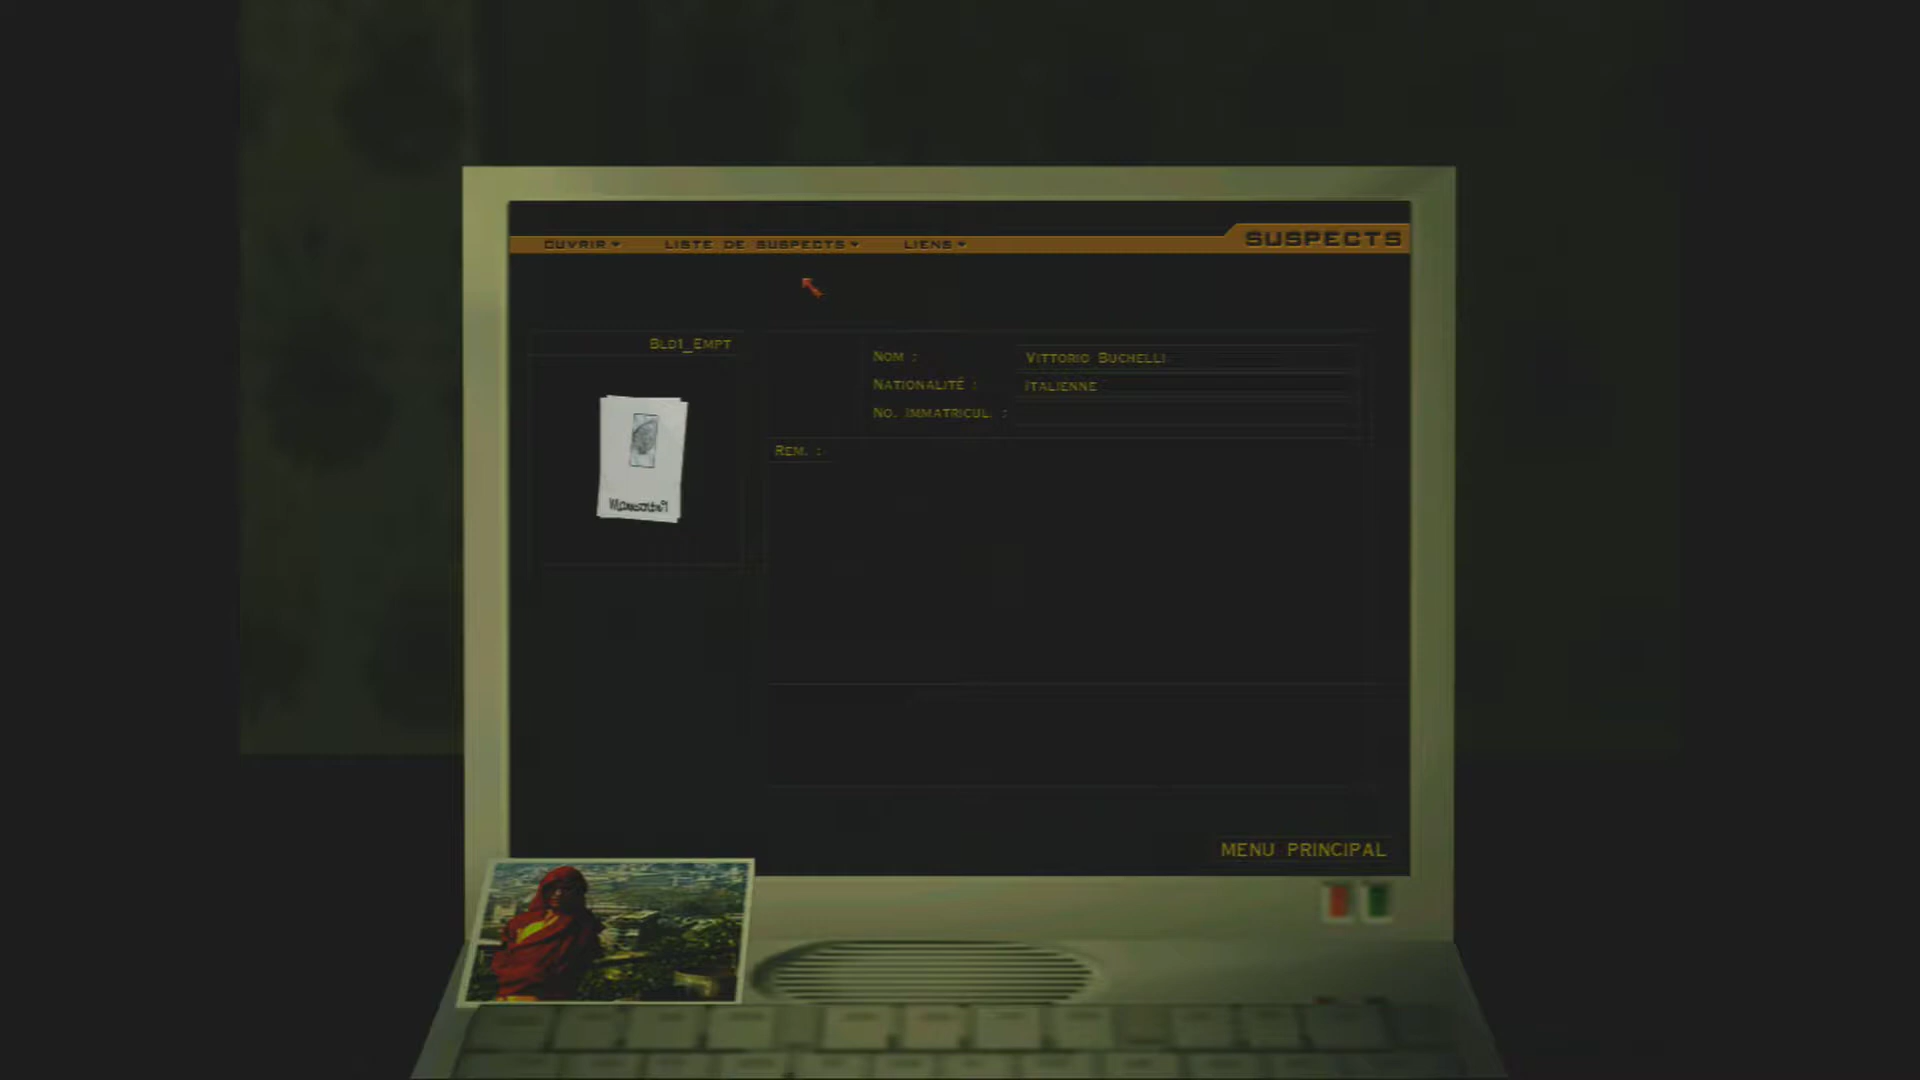 OUVRIR LISTE DE SUSPECTS LIENS SUSPECTS
BLD1_EMPT
NOM : VITTORIO BUCHELLI
NATIONALITÉ : ITALIENNE
NO. IMMATRICUL. :
REM. :
MENU PRINCIPAL